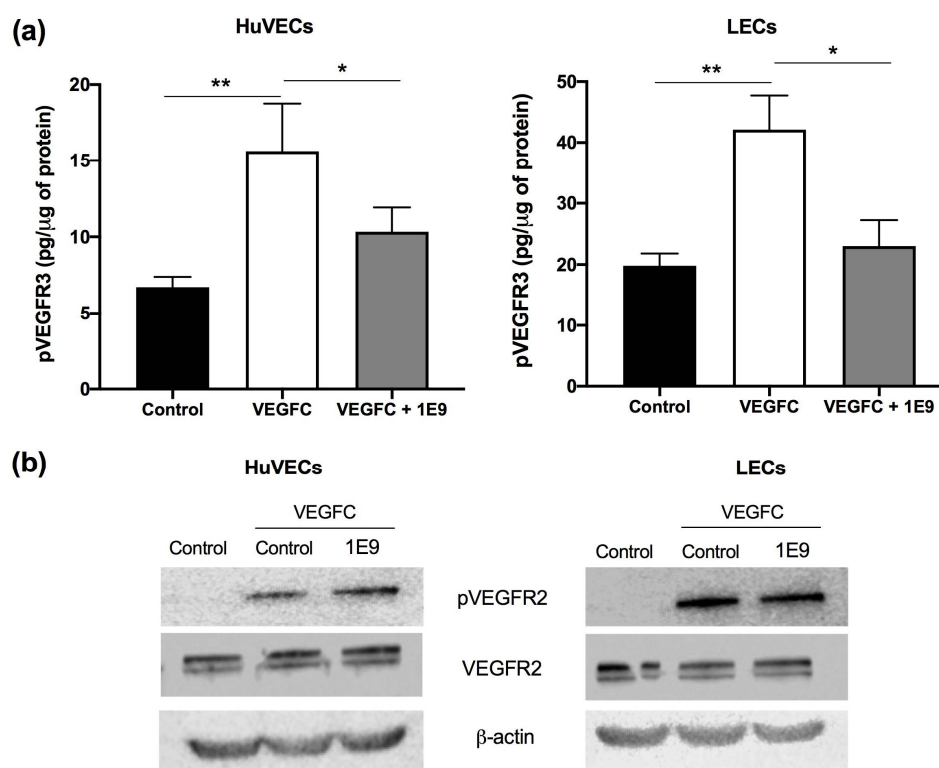 (a)
HuVECs
pVEGFR3 (pg/μg of protein)
20
15
10
5
0
**
*
Control
VEGFC
VEGFC + 1E9
LECs
pVEGFR3 (pg/μg of protein)
50
40
30
20
10
0
**
*
Control
VEGFC
VEGFC + 1E9
(b)
HuVECs
VEGFC
Control
Control
1E9
LECs
VEGFC
Control
Control
1E9
pVEGFR2
VEGFR2
β-actin